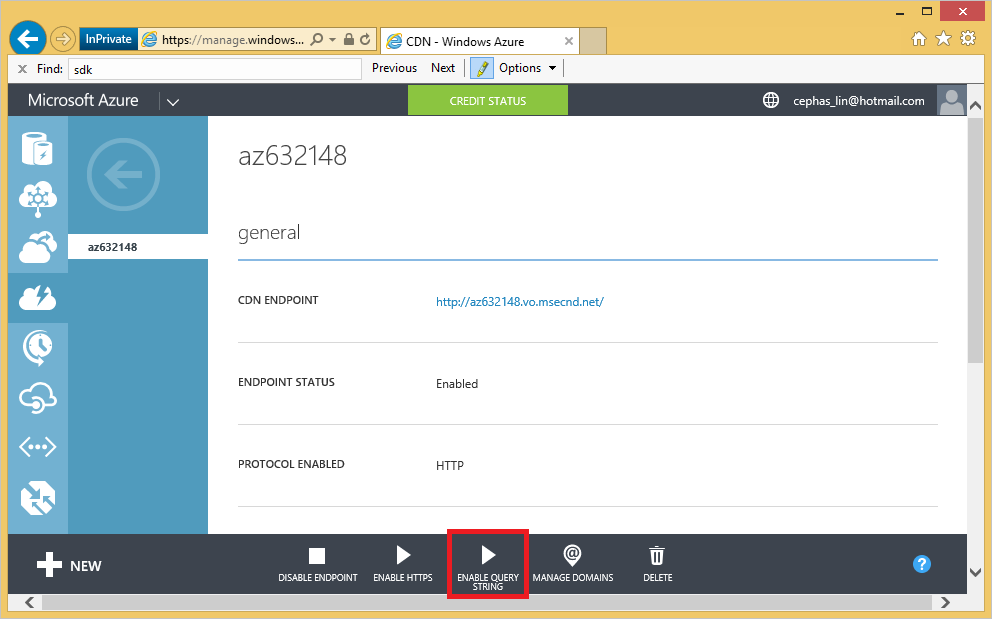 InPrivate
https://manage.windows...
CDN - Windows Azure
Find:
sdk
Previous
Next
Options
Microsoft Azure
CREDIT STATUS
cephas_lin@hotmail.com
az632148
az632148
general
CDN ENDPOINT
http://az632148.vo.msecnd.net/
ENDPOINT STATUS
Enabled
PROTOCOL ENABLED
HTTP
NEW
DISABLE ENDPOINT
ENABLE HTTPS
ENABLE QUERY
STRING
MANAGE DOMAINS
DELETE
?